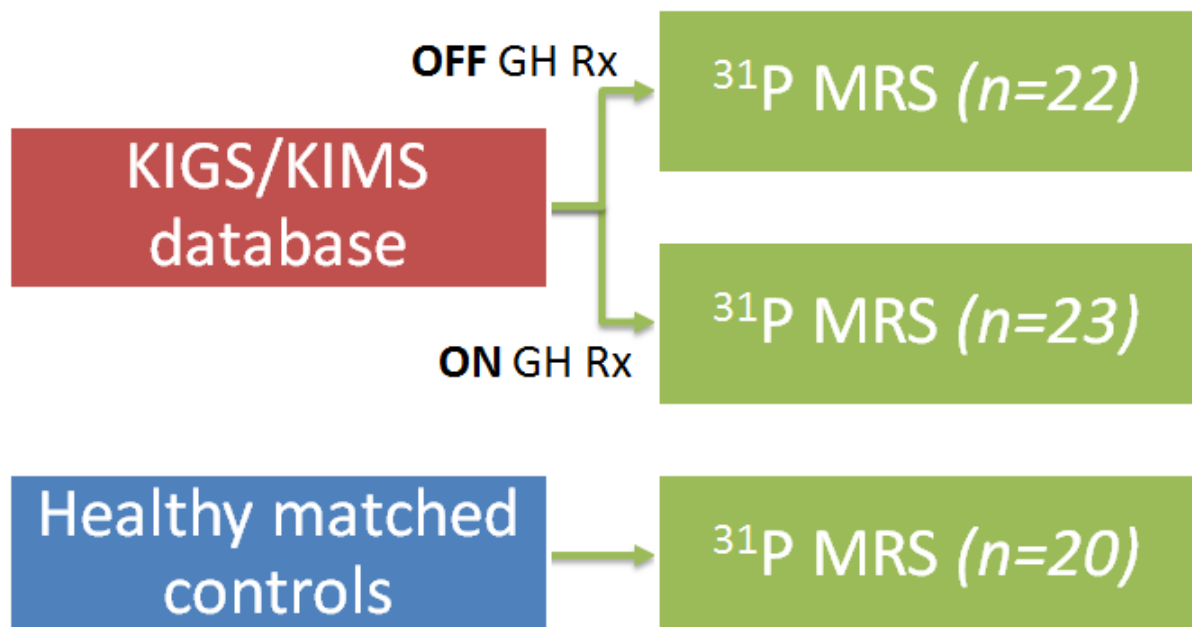 OFF GH Rx
³¹P MRS (n=22)
KIGS/KIMS
database
³¹P MRS (n=23)
ON GH Rx
Healthy matched
controls
³¹P MRS (n=20)